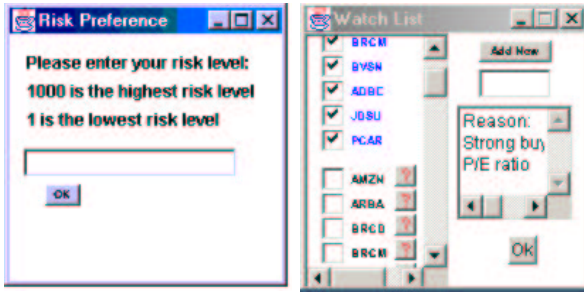 Risk Preference
Please enter your risk level:
1000 is the highest risk level
1 is the lowest risk level
OK
Watch List
BRCM
BVSN
ADBE
JDSU
PCAR
AMZN ?
ARBA ?
BRCD ?
BRCM ?
Add New
Reason:
Strong buy
P/E ratio
Ok